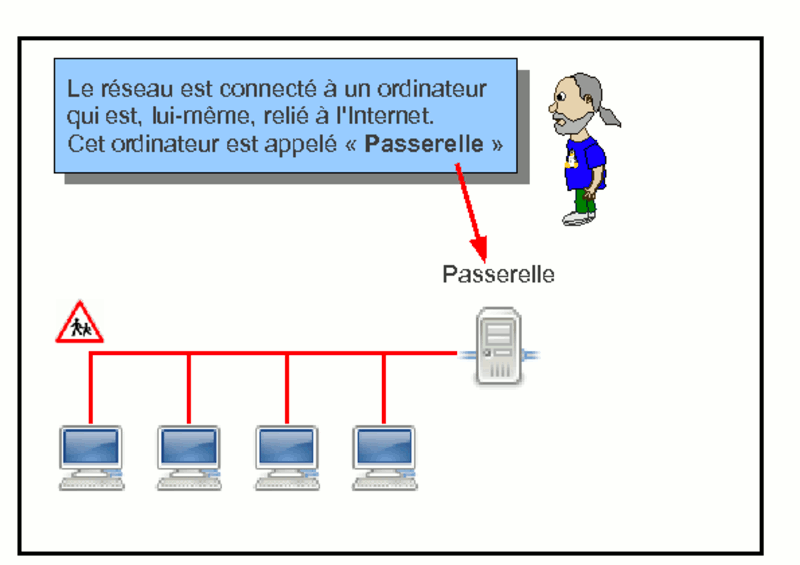 Le réseau est connecté à un ordinateur
qui est, lui-même, relié à l'Internet.
Cet ordinateur est appelé « Passerelle »
Passerelle